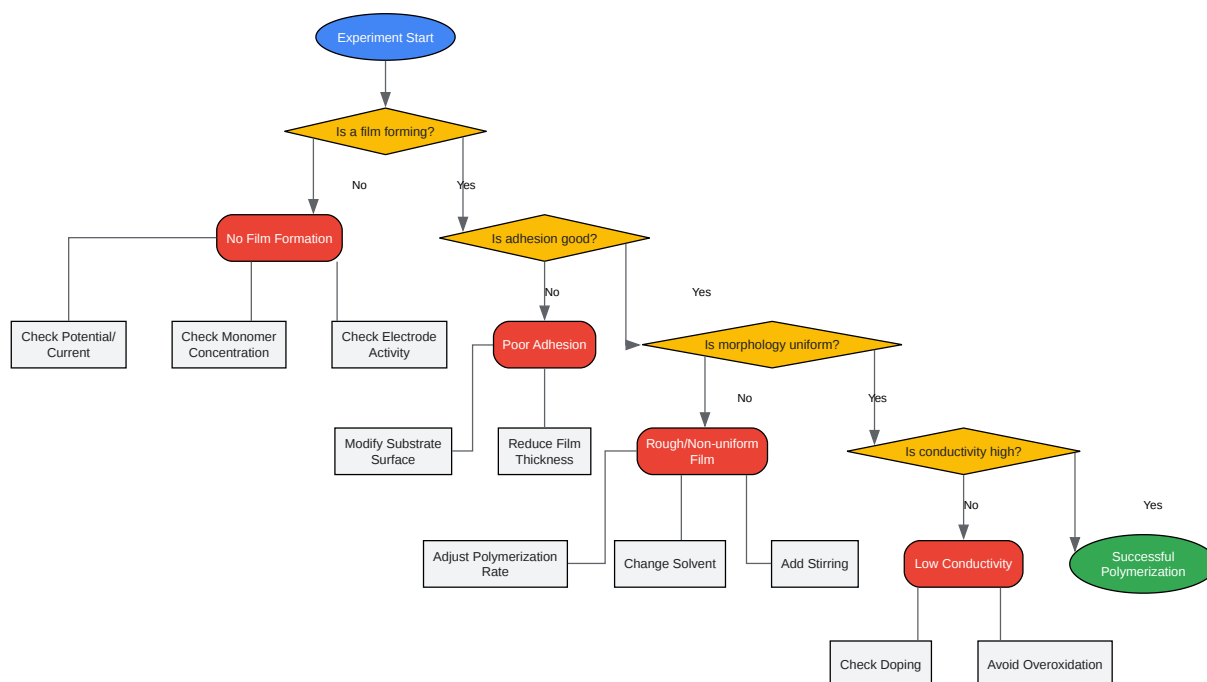 Experiment Start
Is a film forming?
No
Yes
No Film Formation
Is adhesion good?
No
Yes
Check Potential/
Current
Check Monomer
Concentration
Check Electrode
Activity
Poor Adhesion
Is morphology uniform?
No
Yes
Modify Substrate
Surface
Reduce Film
Thickness
Rough/Non-uniform
Film
Is conductivity high?
No
Yes
Adjust Polymerization
Rate
Change Solvent
Add Stirring
Low Conductivity
Successful
Polymerization
Check Doping
Avoid Overoxidation